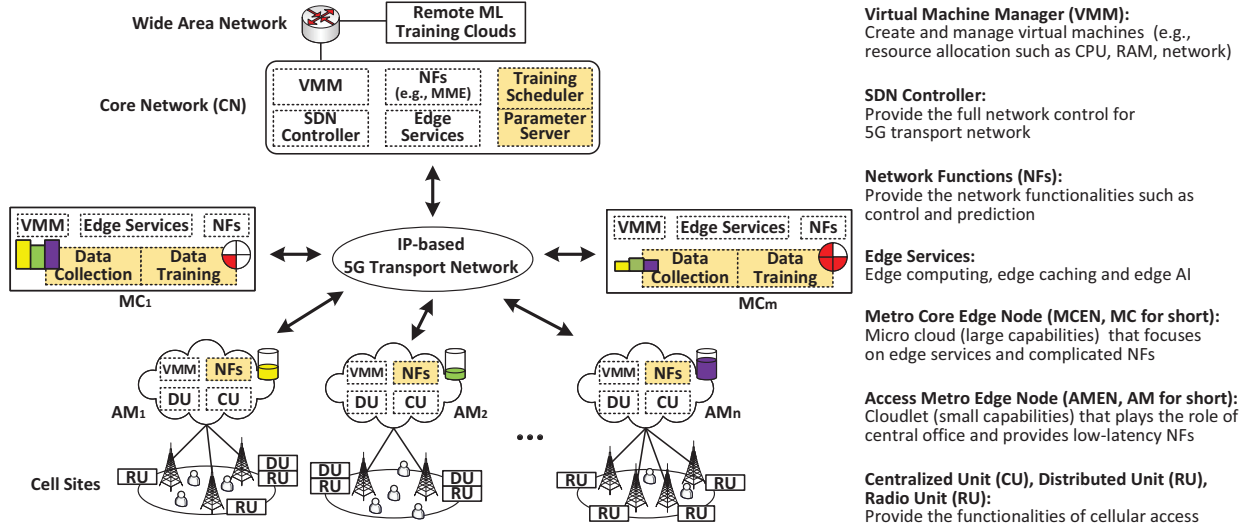 Wide Area Network
Remote ML
Training Clouds
Core Network (CN)
VMM
NFs
(e.g., MME)
Training
Scheduler
SDN
Controller
Edge
Services
Parameter
Server
VMM
Edge Services
NFs
Data
Collection
Data
Training
MC1
IP-based
5G Transport Network
VMM
Edge Services
NFs
Data
Collection
Data
Training
MCm
VMM
NFs
DU
CU
AM1
VMM
NFs
DU
CU
AM2
...
VMM
NFs
DU
CU
AMn
Cell Sites
RU
DU
RU
RU
DU
RU
DU
RU
RU
RU
RU
RU
Virtual Machine Manager (VMM):
Create and manage virtual machines (e.g.,
resource allocation such as CPU, RAM, network)
SDN Controller:
Provide the full network control for
5G transport network
Network Functions (NFs):
Provide the network functionalities such as
control and prediction
Edge Services:
Edge computing, edge caching and edge AI
Metro Core Edge Node (MCEN, MC for short):
Micro cloud (large capabilities) that focuses
on edge services and complicated NFs
Access Metro Edge Node (AMEN, AM for short):
Cloudlet (small capabilities) that plays the role of
central office and provides low-latency NFs
Centralized Unit (CU), Distributed Unit (RU),
Radio Unit (RU):
Provide the functionalities of cellular access